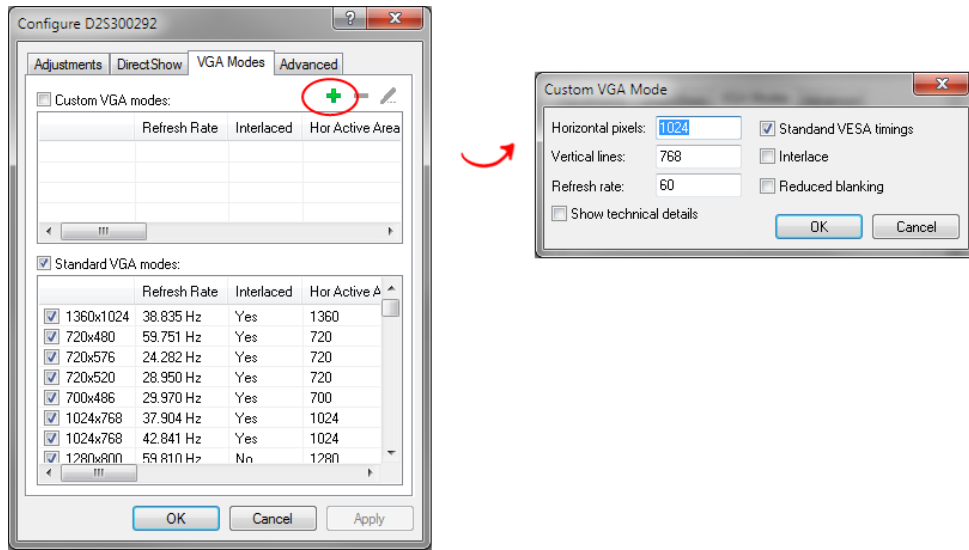 Configure D2S300292
Adjustments DirectShow VGA Modes Advanced
Custom VGA modes:
Refresh Rate Interlaced Hor Active Area
Standard VGA modes:
Refresh Rate Interlaced Hor Active A
1360x1024 38.835 Hz Yes 1360
720x480 59.751 Hz Yes 720
720x576 24.282 Hz Yes 720
720x520 28.950 Hz Yes 720
700x486 29.970 Hz Yes 700
1024x768 37.904 Hz Yes 1024
1024x768 42.841 Hz Yes 1024
1280x800 59.810 Hz No 1280
OK Cancel Apply
Custom VGA Mode
Horizontal pixels: 1024 Standard VESA timings
Vertical lines: 768 Interlace
Refresh rate: 60 Reduced blanking
Show technical details
OK Cancel